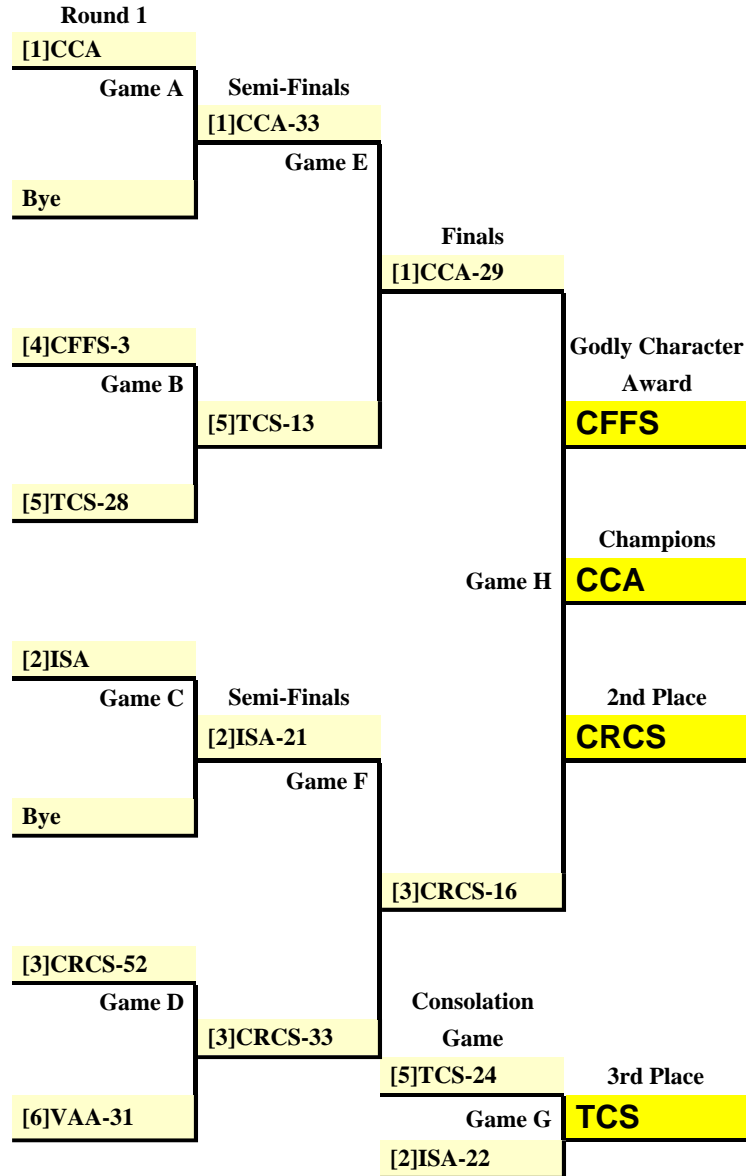 Round 1
[1]CCA
Game A
Semi-Finals
[1]CCA-33
Game E
Bye
Finals
[1]CCA-29
[4]CFFS-3
Godly Character
Game B
Award
[5]TCS-13
CFFS
[5]TCS-28
Champions
Game H
CCA
[2]ISA
Game C
Semi-Finals
2nd Place
[2]ISA-21
CRCS
Game F
Bye
[3]CRCS-16
[3]CRCS-52
Game D
Consolation
[3]CRCS-33
Game
[5]TCS-24
3rd Place
[6]VAA-31
Game G
TCS
[2]ISA-22